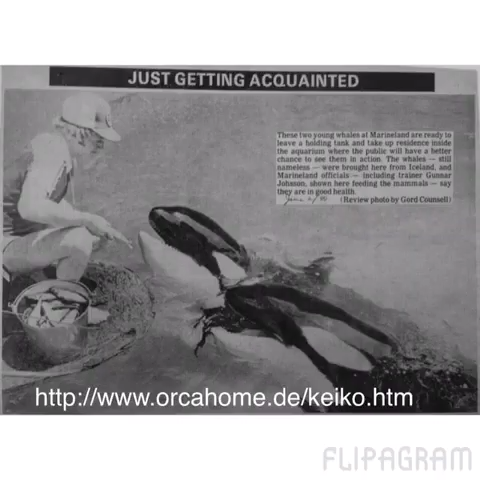 JUST GETTING ACQUAINTED
These two young whales at Marineland are ready to
leave a holding tank and take up residence inside
the aquarium where the public will have a better
chance to see them in action. The whales — still
nameless — were brought here from Iceland, and
Marineland officials — including trainer Gunnar
Johnson, shown here feeding the mammals — say
they are in good health.
(Review photo by Gord Counsell)
http://www.orcahome.de/keiko.htm
FLIPAGRAM